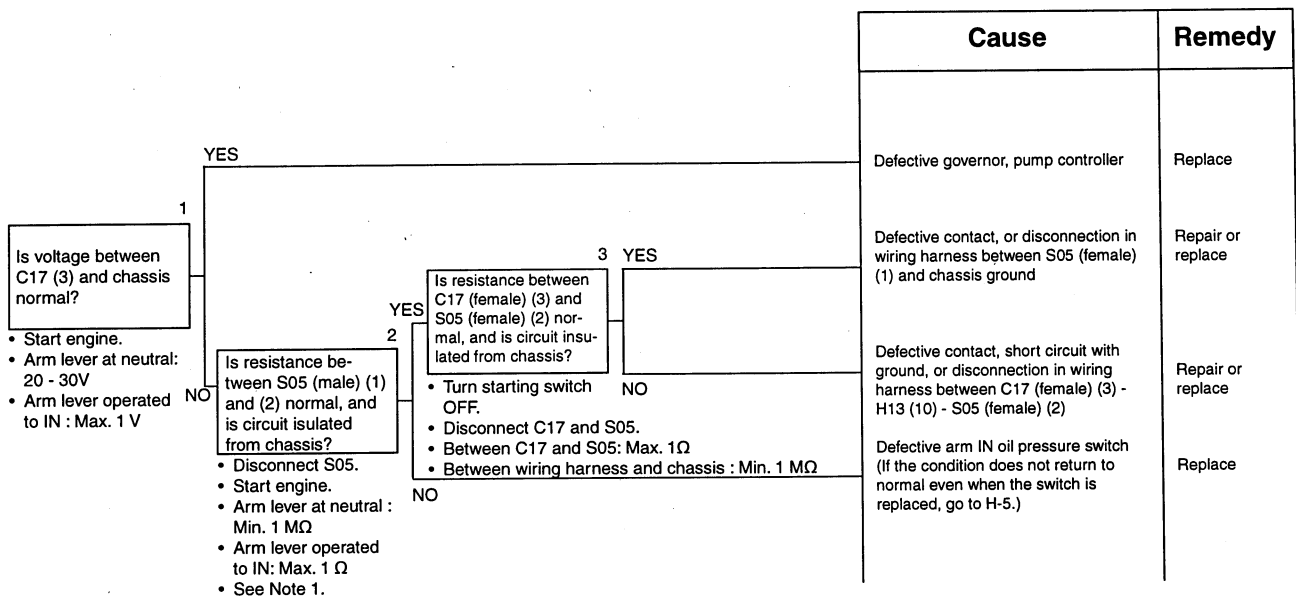 Cause
Remedy
YES
Defective governor, pump controller
Replace
1
Is voltage between
C17 (3) and chassis
normal?
• Start engine.
• Arm lever at neutral:
20 - 30V
• Arm lever operated
to IN : Max. 1 V
NO
2
Is resistance be-
tween S05 (male) (1)
and (2) normal, and
is circuit isulated
from chassis?
• Disconnect S05.
• Start engine.
• Arm lever at neutral :
Min. 1 MΩ
• Arm lever operated
to IN: Max. 1 Ω
• See Note 1.
YES
3
Is resistance between
C17 (female) (3) and
S05 (female) (2) nor-
mal, and is circuit insu-
lated from chassis?
• Turn starting switch
OFF.
• Disconnect C17 and S05.
• Between C17 and S05: Max. 1Ω
• Between wiring harness and chassis : Min. 1 MΩ
NO
YES
Defective contact, or disconnection in
wiring harness between S05 (female)
(1) and chassis ground
Repair or
replace
NO
Defective contact, short circuit with
ground, or disconnection in wiring
harness between C17 (female) (3) -
H13 (10) - S05 (female) (2)
Repair or
replace
Defective arm IN oil pressure switch
(If the condition does not return to
normal even when the switch is
replaced, go to H-5.)
Replace